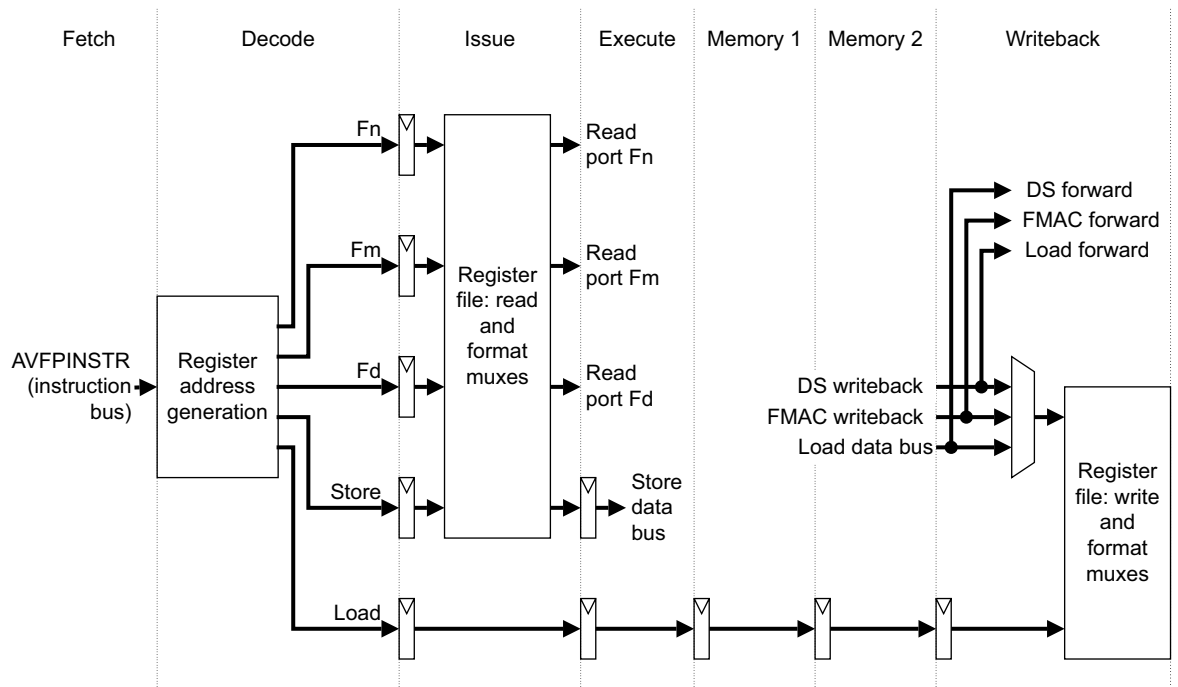 Fetch
Decode
Issue
Execute
Memory 1
Memory 2
Writeback
Fn
Read
port Fn
DS forward
FMAC forward
Load forward
Fm
Read
port Fm
Register
file: read
and
format
muxes
AVFPINSTR
(instruction
bus)
Register
address
generation
Fd
Read
port Fd
DS writeback
FMAC writeback
Load data bus
Store
Store
data
bus
Register
file: write
and
format
muxes
Load